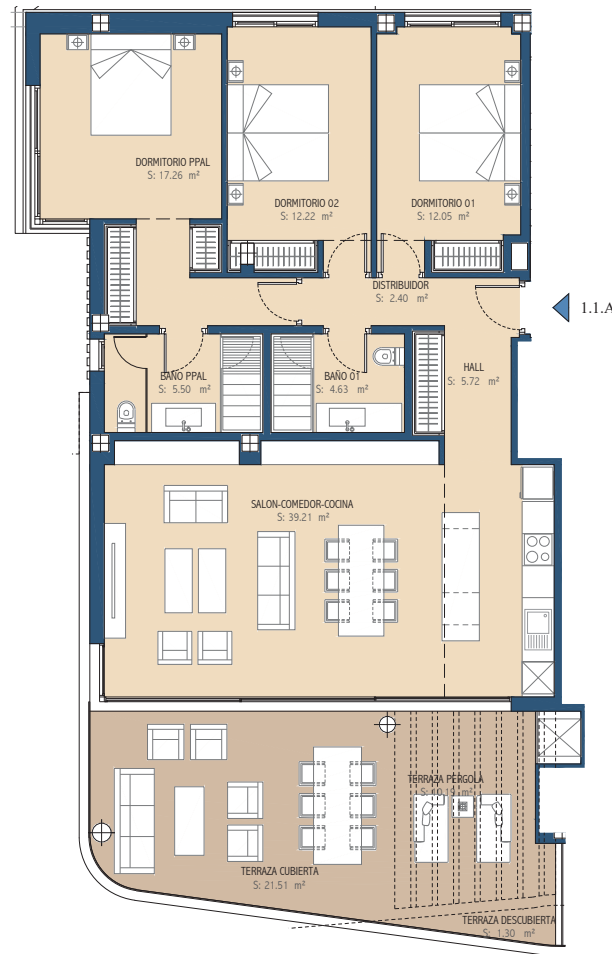 DORMITORIO PPAL
S: 17.26 m²
DORMITORIO 02
S: 12.22 m²
DORMITORIO 01
S: 12.05 m²
DISTRIBUIDOR
S: 2.40 m²
1.1.A
HALL
S: 5.72 m²
BAÑO PPAL
S: 5.50 m²
BAÑO 01
S: 4.63 m²
SALON-COMEDOR-COCINA
S: 39.21 m²
TERRAZA PERGOLA
S: m²
TERRAZA CUBIERTA
S: 21.51 m²
TERRAZA DESCUBIERTA
S: 1.30 m²